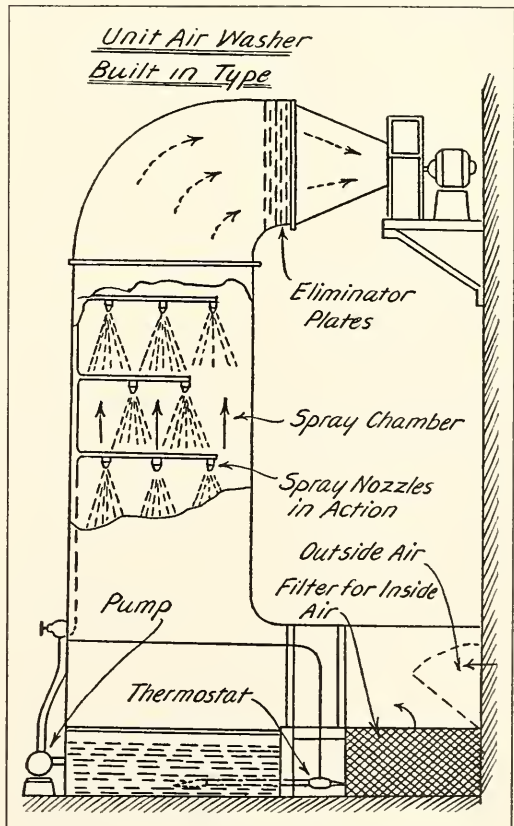 Unit Air Washer
Built in Type
Eliminator
Plates
Spray Chamber
Spray Nozzles
in Action
Outside Air
Filter for Inside
Air
Pump
Thermostat